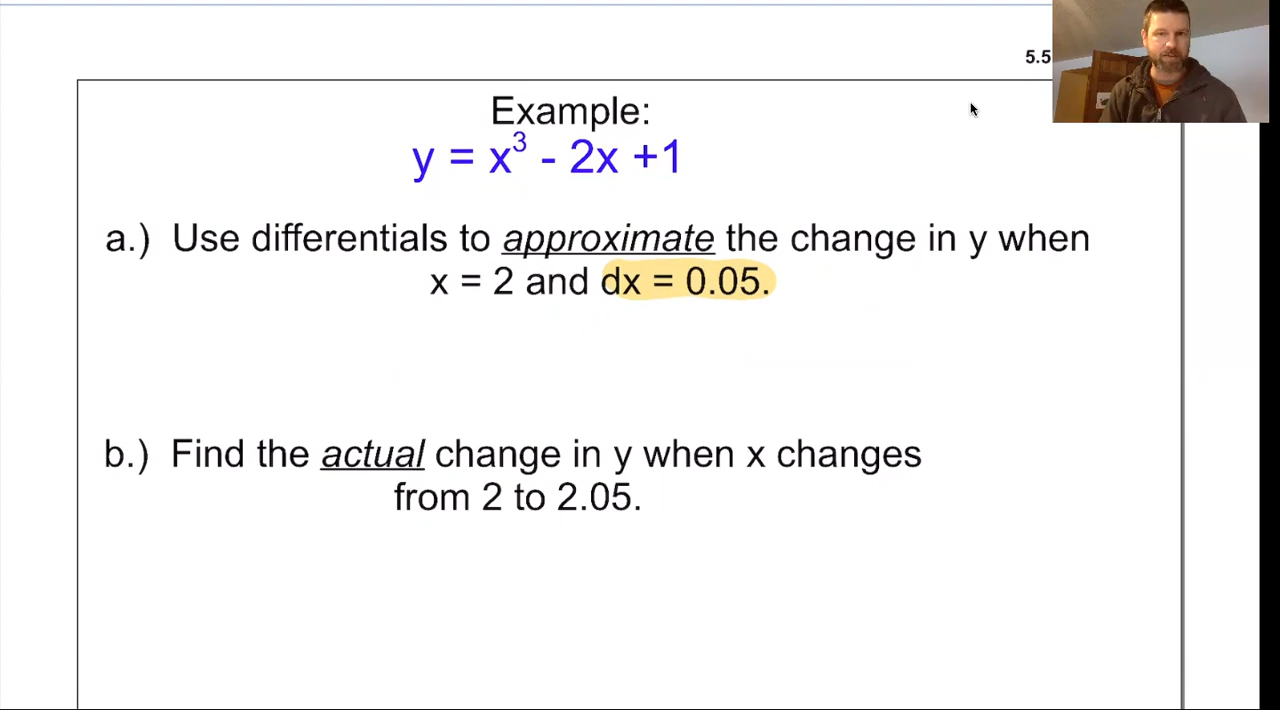 5.5
Example:
y = x³ - 2x +1
a.) Use differentials to approximate the change in y when
x = 2 and dx = 0.05.
b.) Find the actual change in y when x changes
from 2 to 2.05.